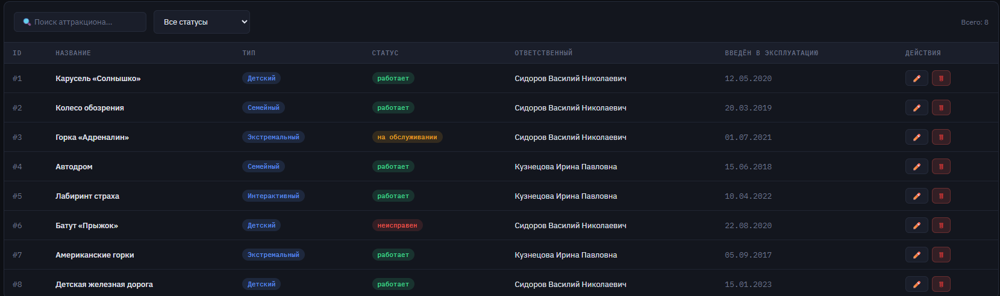 Поиск аттракциона... Все статусы Всего: 8
ID НАЗВАНИЕ ТИП СТАТУС ОТВЕТСТВЕННЫЙ ВВЕДЁН В ЭКСПЛУАТАЦИЮ ДЕЙСТВИЯ
#1 Карусель «Солнышко» Детский работает Сидоров Василий Николаевич 12.05.2020
#2 Колесо обозрения Семейный работает Сидоров Василий Николаевич 20.03.2019
#3 Горка «Адреналин» Экстремальный на обслуживании Сидоров Василий Николаевич 01.07.2021
#4 Автодром Семейный работает Кузнецова Ирина Павловна 15.06.2018
#5 Лабиринт страха Интерактивный работает Кузнецова Ирина Павловна 10.04.2022
#6 Батут «Прыжок» Детский неисправен Сидоров Василий Николаевич 22.08.2020
#7 Американские горки Экстремальный работает Кузнецова Ирина Павловна 05.09.2017
#8 Детская железная дорога Детский работает Сидоров Василий Николаевич 15.01.2023